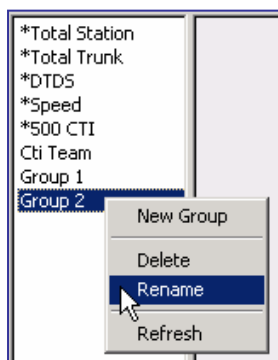 *Total Station
*Total Trunk
*DTDS
*Speed
*500 CTI
Cti Team
Group 1
Group 2
New Group
Delete
Rename
Refresh